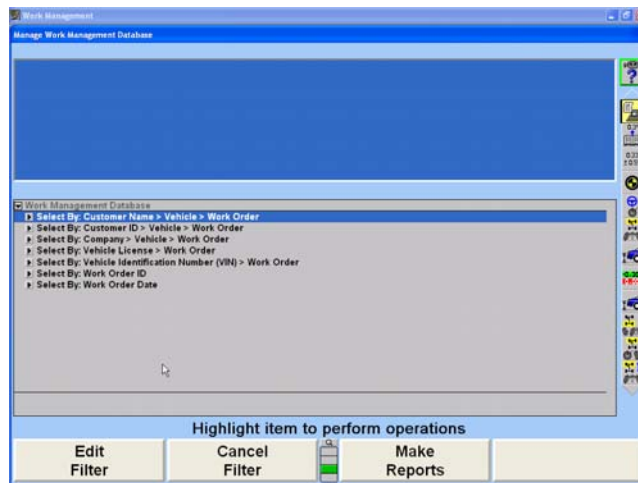 Work Management
Manage Work Management Database
Work Management Database
Select By: Customer Name > Vehicle > Work Order
Select By: Customer ID > Vehicle > Work Order
Select By: Company > Vehicle > Work Order
Select By: Vehicle License > Work Order
Select By: Vehicle Identification Number (VIN) > Work Order
Select By: Work Order ID
Select By: Work Order Date
Highlight item to perform operations
Edit
Filter
Cancel
Filter
Make
Reports